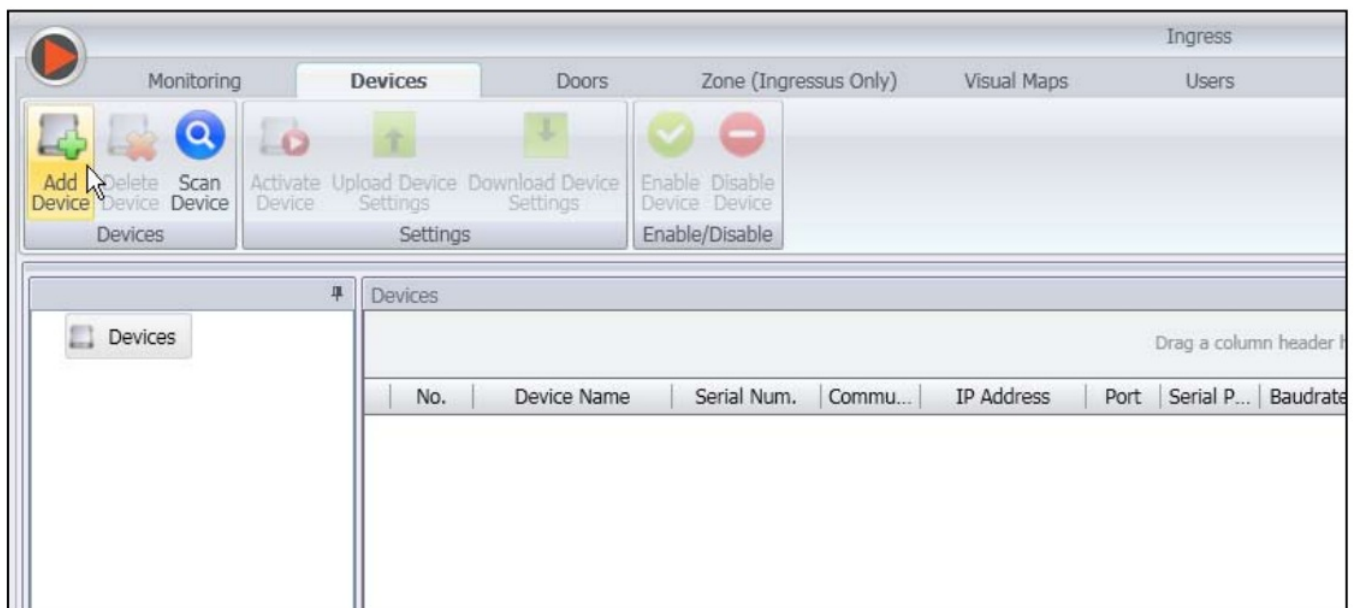 Ingress
Monitoring Devices Doors Zone (Ingressus Only) Visual Maps Users
Add Delete Scan Activate Upload Device Download Device Enable Disable
Device Device Device Device Settings Settings Device Device
Devices Settings Enable/Disable
Devices
Devices
Drag a column header h
No. Device Name Serial Num. Commu... IP Address Port Serial P... Baudrate